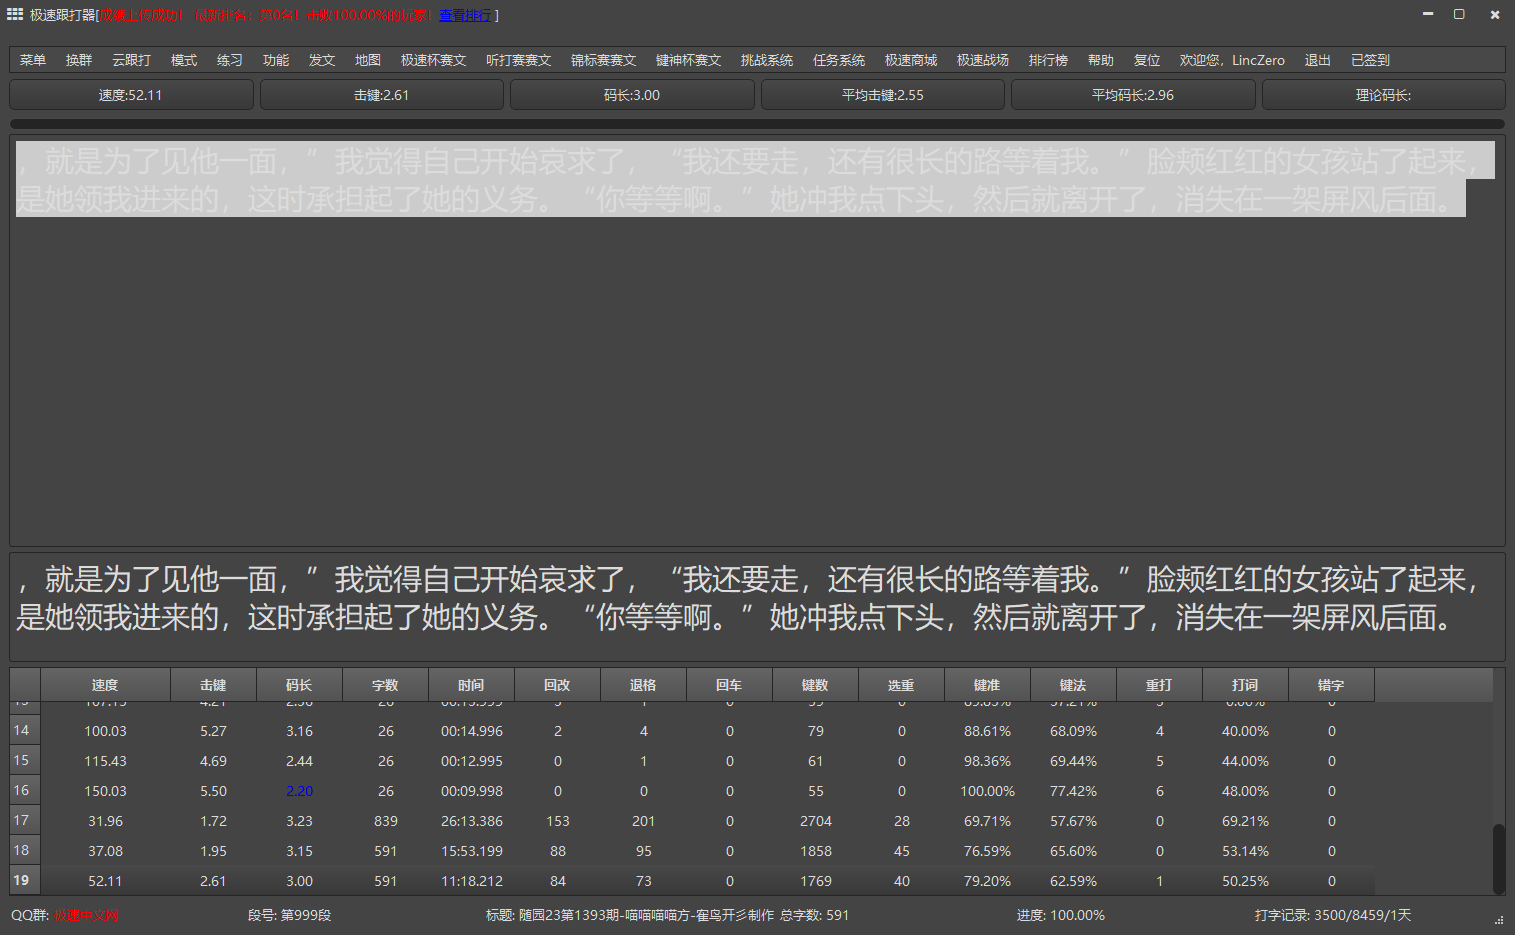 极速跟打器[成绩上传成功! 最新排名：第0名! 击败100.00%的玩家! 查看排行 ]
菜单 换群 云跟打 模式 练习 功能 发文 地图 极速杯赛文 听打赛赛文 锦标赛赛文 键神杯赛文 挑战系统 任务系统 极速商城 极速战场 排行榜 帮助 复位 欢迎您，LincZero 退出 已签到
速度:52.11 击键:2.61 码长:3.00 平均击键:2.55 平均码长:2.96 理论码长:
，就是为了见他一面，”我觉得自己开始哀求了，“我还要走，还有很长的路等着我。”脸颊红红的女孩站了起来，
是她领我进来的，这时承担起了她的义务。“你等等啊。”她冲我点下头，然后就离开了，消失在一架屏风后面。
，就是为了见他一面，”我觉得自己开始哀求了，“我还要走，还有很长的路等着我。”脸颊红红的女孩站了起来，
是她领我进来的，这时承担起了她的义务。“你等等啊。”她冲我点下头，然后就离开了，消失在一架屏风后面。
速度 击键 码长 字数 时间 回改 退格 回车 键数 选重 键准 键法 重打 打词 错字
14 100.03 5.27 3.16 26 00:14.996 2 4 0 79 0 88.61% 68.09% 4 40.00% 0
15 115.43 4.69 2.44 26 00:12.995 0 1 0 61 0 98.36% 69.44% 5 44.00% 0
16 150.03 5.50 2.20 26 00:09.998 0 0 0 55 0 100.00% 77.42% 6 48.00% 0
17 31.96 1.72 3.23 839 26:13.386 153 201 0 2704 28 69.71% 57.67% 0 69.21% 0
18 37.08 1.95 3.15 591 15:53.199 88 95 0 1858 45 76.59% 65.60% 0 53.14% 0
19 52.11 2.61 3.00 591 11:18.212 84 73 0 1769 40 79.20% 62.59% 1 50.25% 0
QQ群: 极速中文网 段号: 第999段 标题: 随园23第1393期-喵喵喵喵方-隺鸟开彡制作 总字数: 591 进度: 100.00% 打字记录: 3500/8459/1天